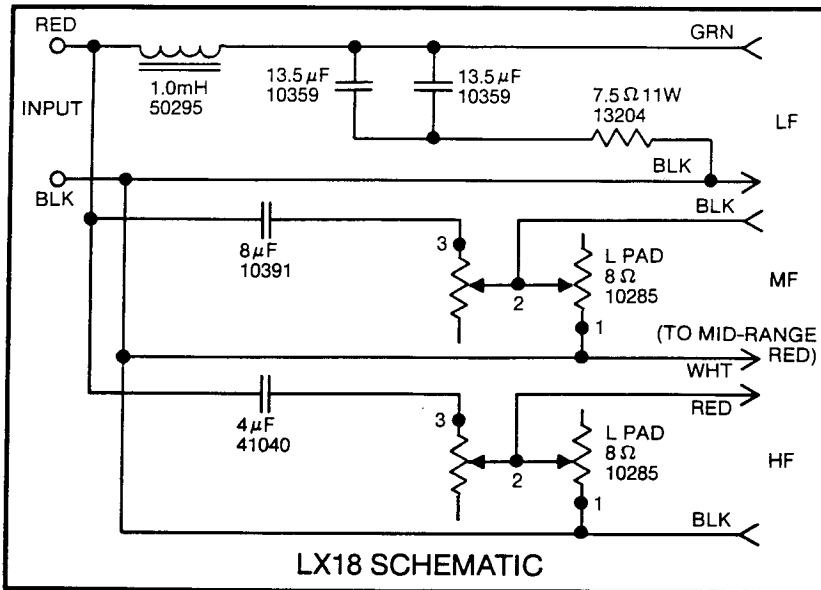 RED
GRN
1.0mH
50295
13.5μF
10359
13.5μF
10359
7.5Ω 11W
13204
INPUT
LF
BLK
BLK
BLK
8μF
10391
3
2
L PAD
8Ω
10285
MF
1
(TO MID-RANGE
RED)
WHT
RED
4μF
41040
3
2
L PAD
8Ω
10285
HF
1
BLK
LX18 SCHEMATIC